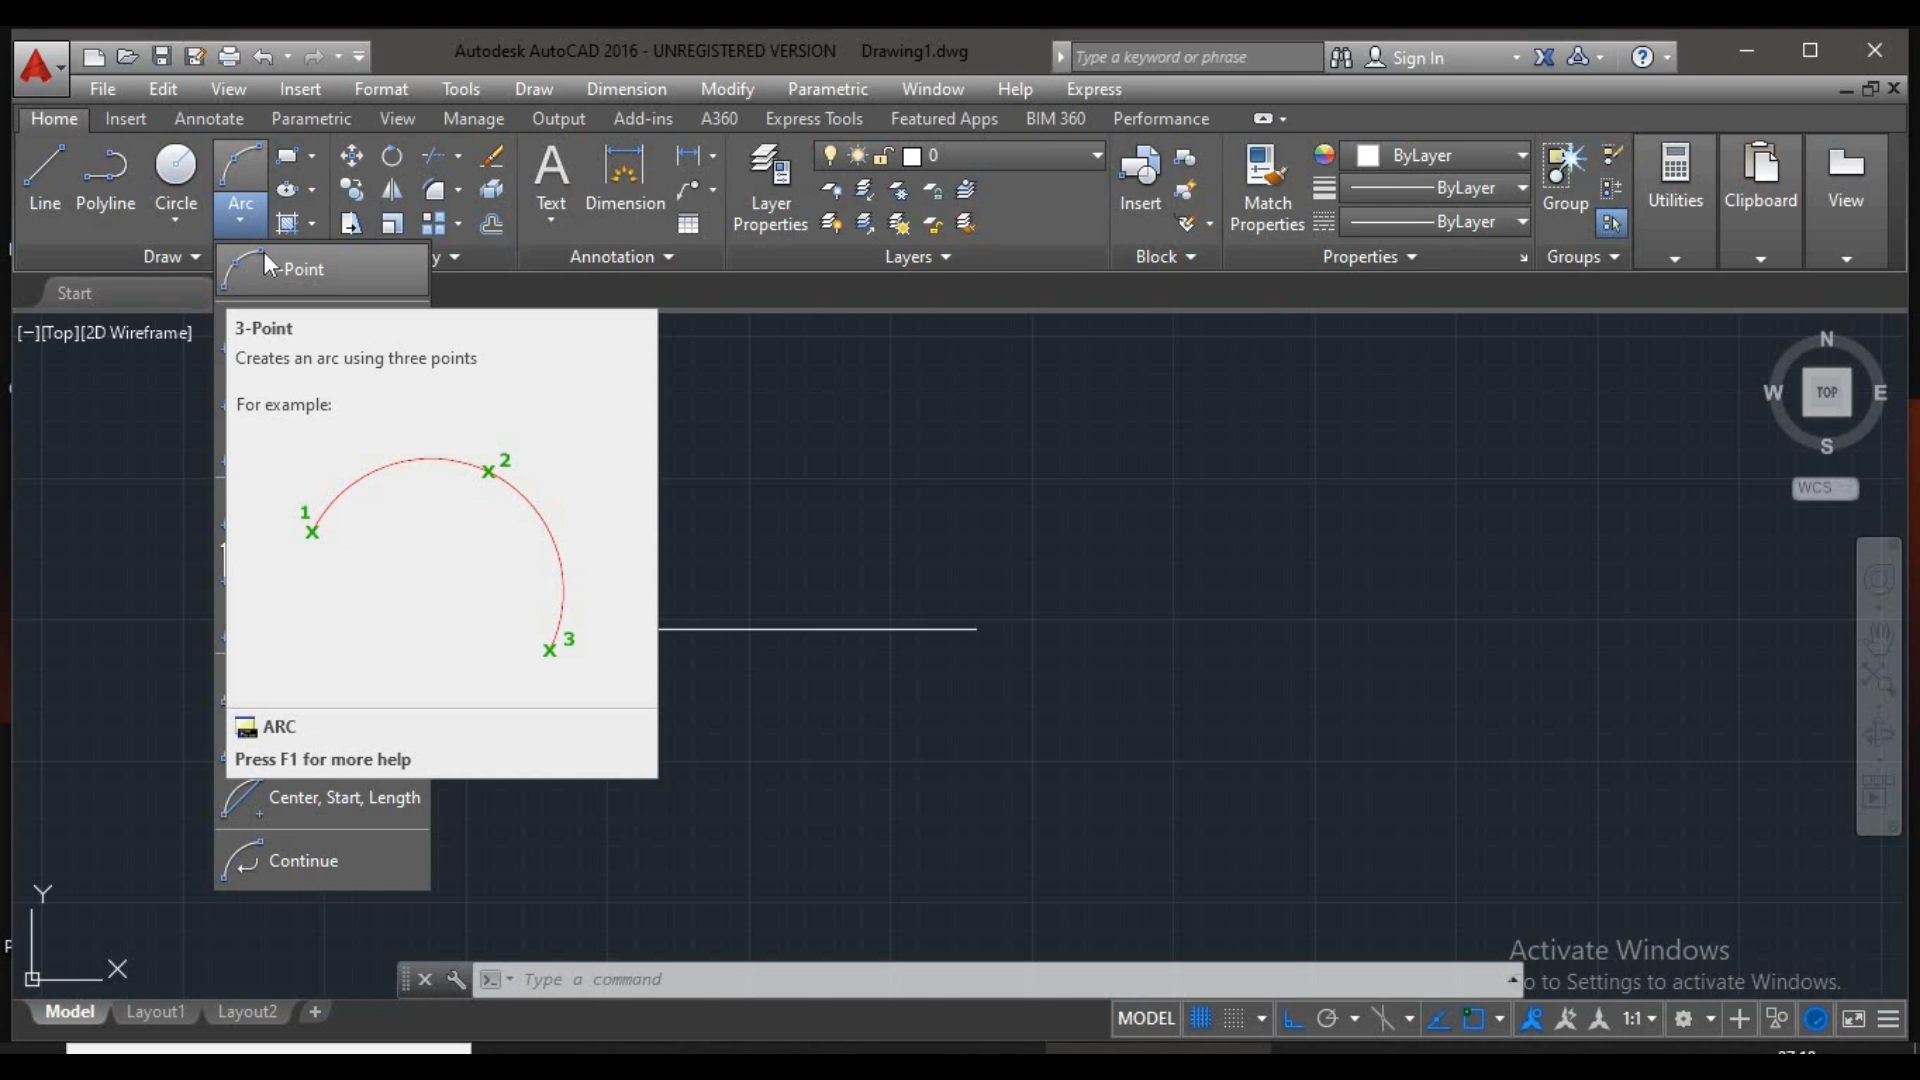 Autodesk AutoCAD 2016 - UNREGISTERED VERSION Drawing1.dwg
Type a keyword or phrase
Sign In
File Edit View Insert Format Tools Draw Dimension Modify Parametric Window Help Express
Home Insert Annotate Parametric View Manage Output Add-ins A360 Express Tools Featured Apps BIM 360 Performance
0
ByLayer
ByLayer
ByLayer
Line Polyline Circle Arc
Text Dimension
Layer Properties
Insert
Match Properties
Group
Utilities
Clipboard
View
Draw
y
Annotation
Layers
Block
Properties
Groups
-Point
Start
[−][Top][2D Wireframe]
3-Point
Creates an arc using three points
For example:
1
2
3
ARC
Press F1 for more help
Center, Start, Length
Continue
N
W TOP E
S
WCS
Y
X
Activate Windows
o to Settings to activate Windows.
Type a command
Model Layout1 Layout2 +
MODEL
1:1